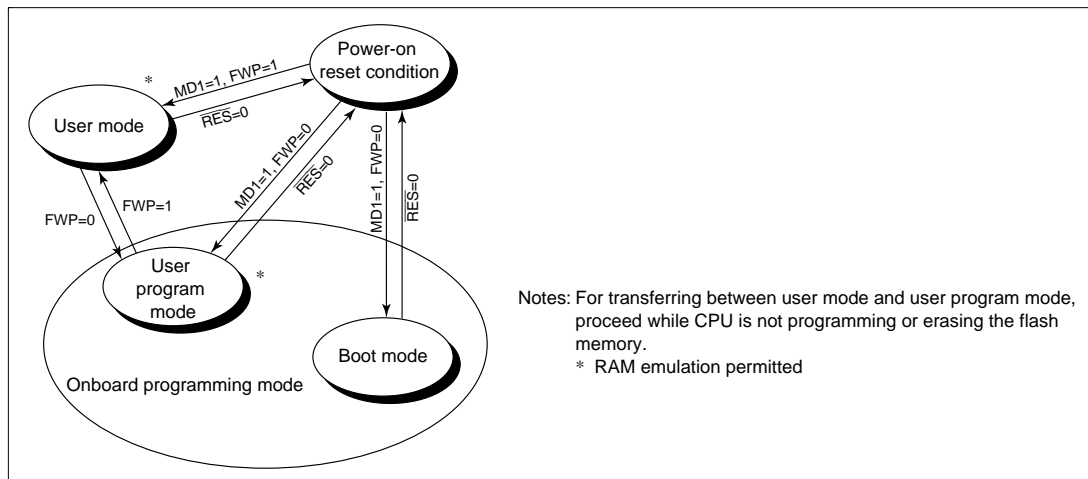 Power-on
reset condition
*
MD1=1, FWP=1
R̅E̅S̅=0
User mode
MD1=1, FWP=0
R̅E̅S̅=0
MD1=1, FWP=0
R̅E̅S̅=0
FWP=0
FWP=1
User
program
mode
*
Boot mode
Onboard programming mode
Notes: For transferring between user mode and user program mode,
proceed while CPU is not programming or erasing the flash
memory.
* RAM emulation permitted